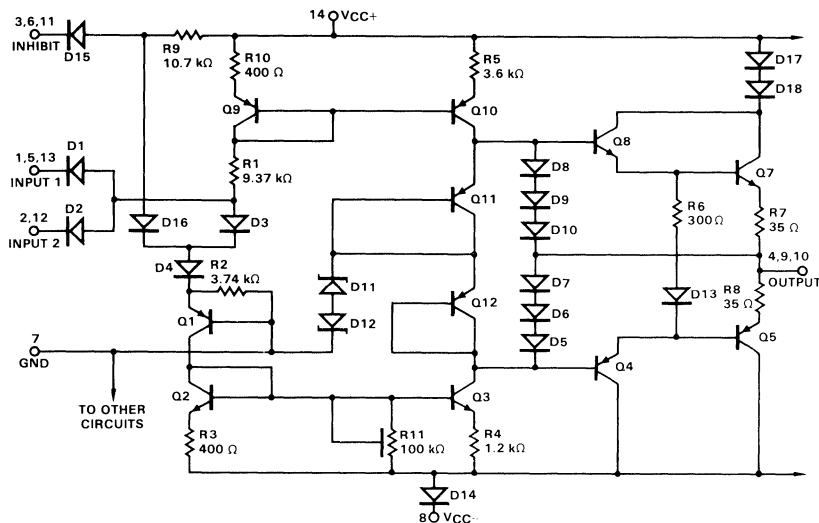 14 VCC+
3,6,11
INHIBIT
D15
R9
10.7 kΩ
R10
400 Ω
R5
3.6 kΩ
D17
D18
Q9
Q10
Q8
1,5,13
INPUT 1
D1
R1
9.37 kΩ
D8
Q7
Q11
2,12
INPUT 2
D2
D16
D3
D9
R6
300 Ω
R7
35 Ω
D10
4,9,10
OUTPUT
D4
R2
3.74 kΩ
D11
Q12
D7
D13
R8
35 Ω
Q1
D12
D6
7
GND
D5
Q5
Q4
TO OTHER
CIRCUITS
Q2
Q3
R3
400 Ω
R11
100 kΩ
R4
1.2 kΩ
D14
8 VCC-